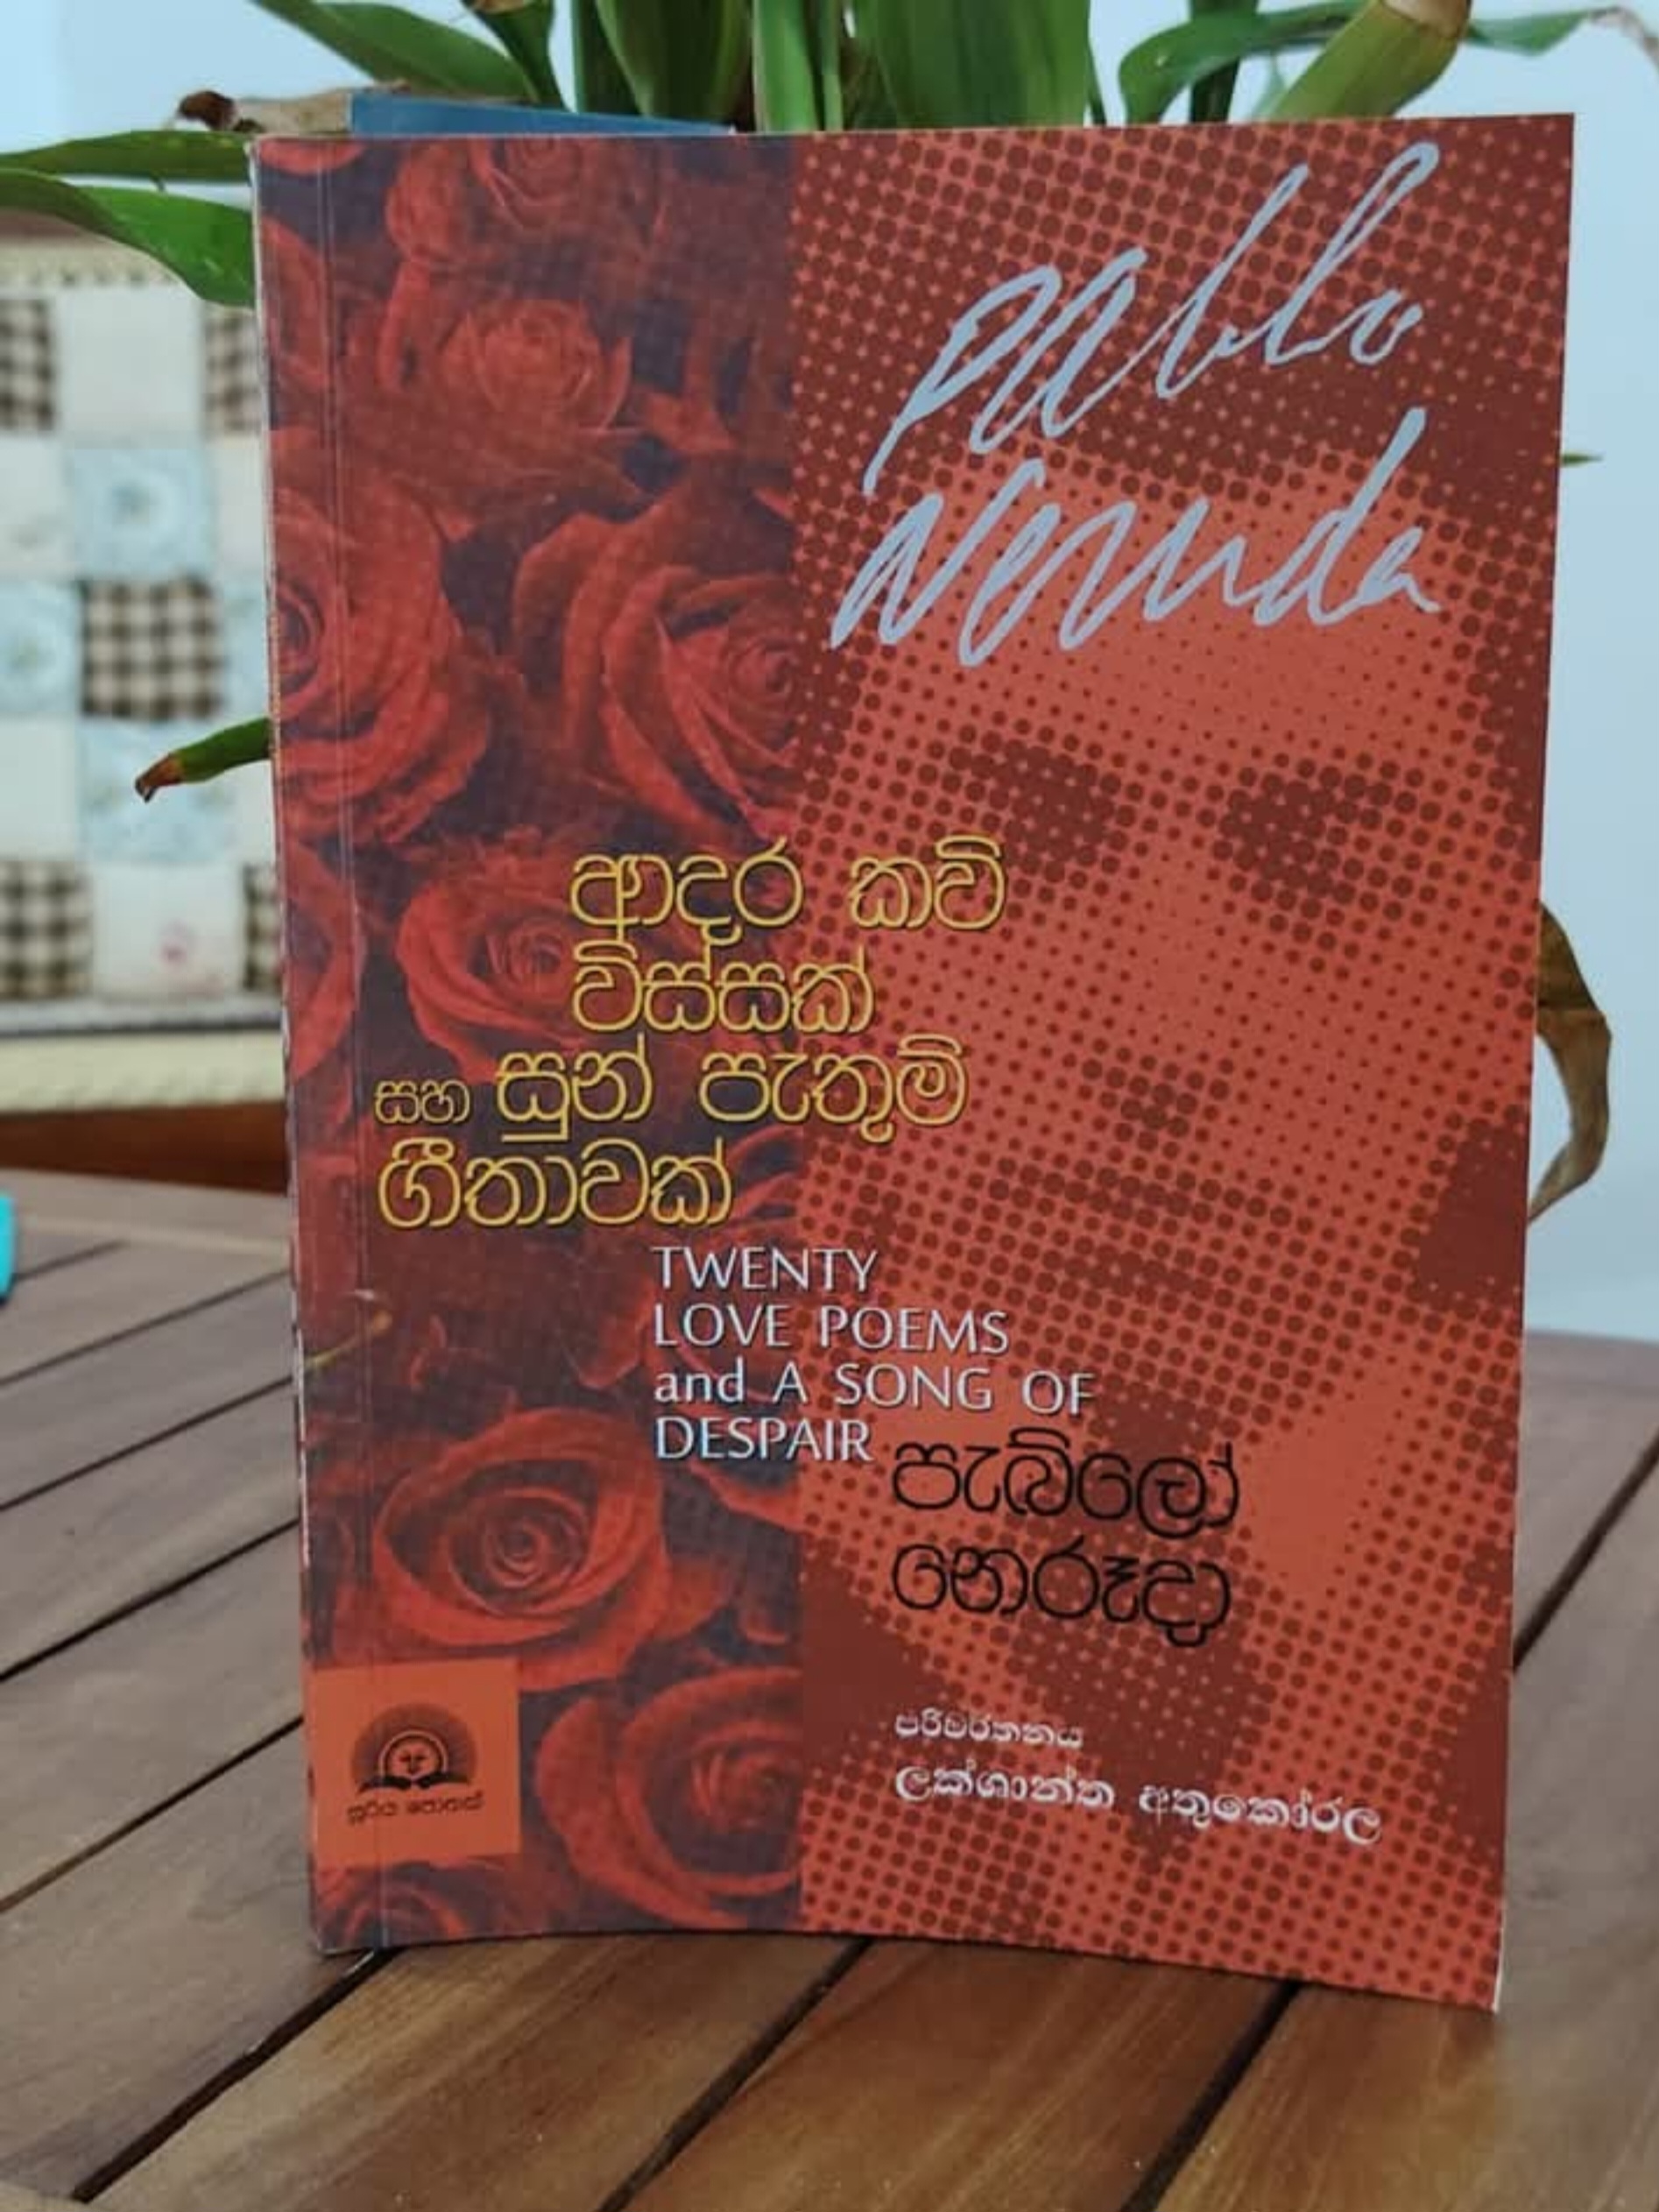 Pablo
Neruda
ආදර කවි
විස්සක්
සහ සුන් පැතුම්
ගීතාවක්
TWENTY
LOVE POEMS
and A SONG OF
DESPAIR
පැබ්ලෝ
නෙරූදා
පරිවර්තනය
ලක්ශාන්ත අතුකෝරල
සූර්ය පොතක්